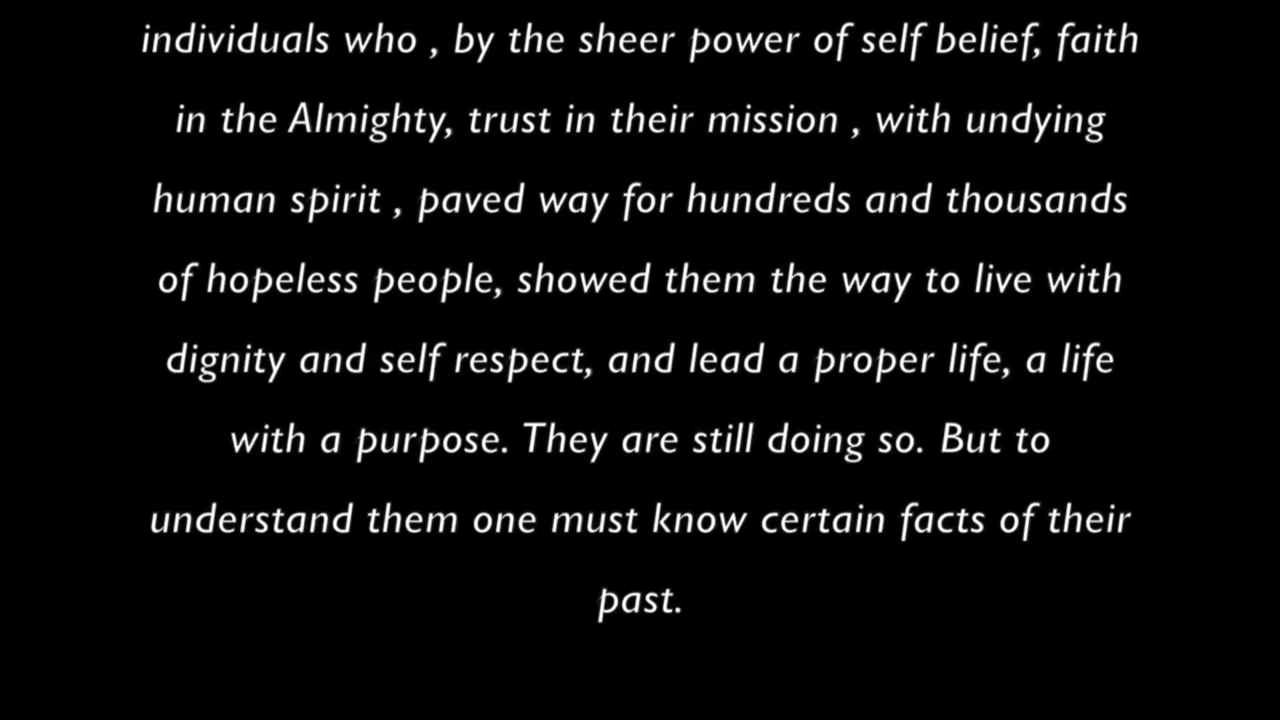 individuals who , by the sheer power of self belief, faith
in the Almighty, trust in their mission , with undying
human spirit , paved way for hundreds and thousands
of hopeless people, showed them the way to live with
dignity and self respect, and lead a proper life, a life
with a purpose. They are still doing so. But to
understand them one must know certain facts of their
past.